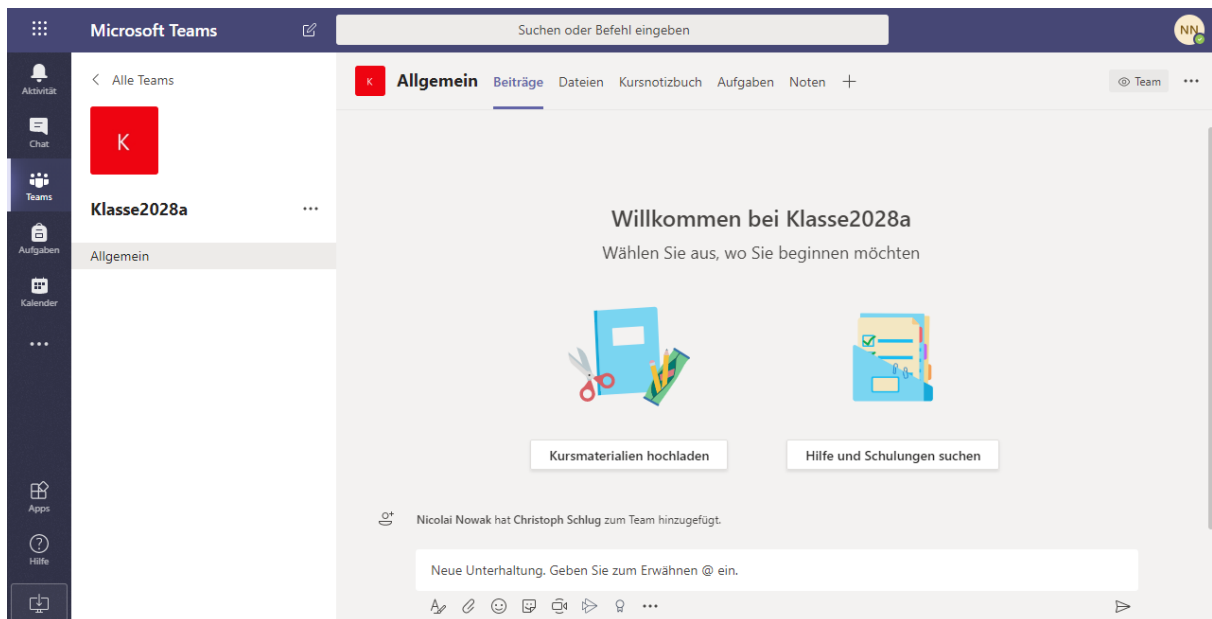 Microsoft Teams
Suchen oder Befehl eingeben
NN
Aktivität
Chat
Teams
Aufgaben
Kalender
Apps
Hilfe
Alle Teams
K
Klasse2028a
Allgemein
K
Allgemein Beiträge Dateien Kursnotizbuch Aufgaben Noten
Team
Willkommen bei Klasse2028a
Wählen Sie aus, wo Sie beginnen möchten
Kursmaterialien hochladen
Hilfe und Schulungen suchen
Nicolai Nowak hat Christoph Schlug zum Team hinzugefügt.
Neue Unterhaltung. Geben Sie zum Erwähnen @ ein.